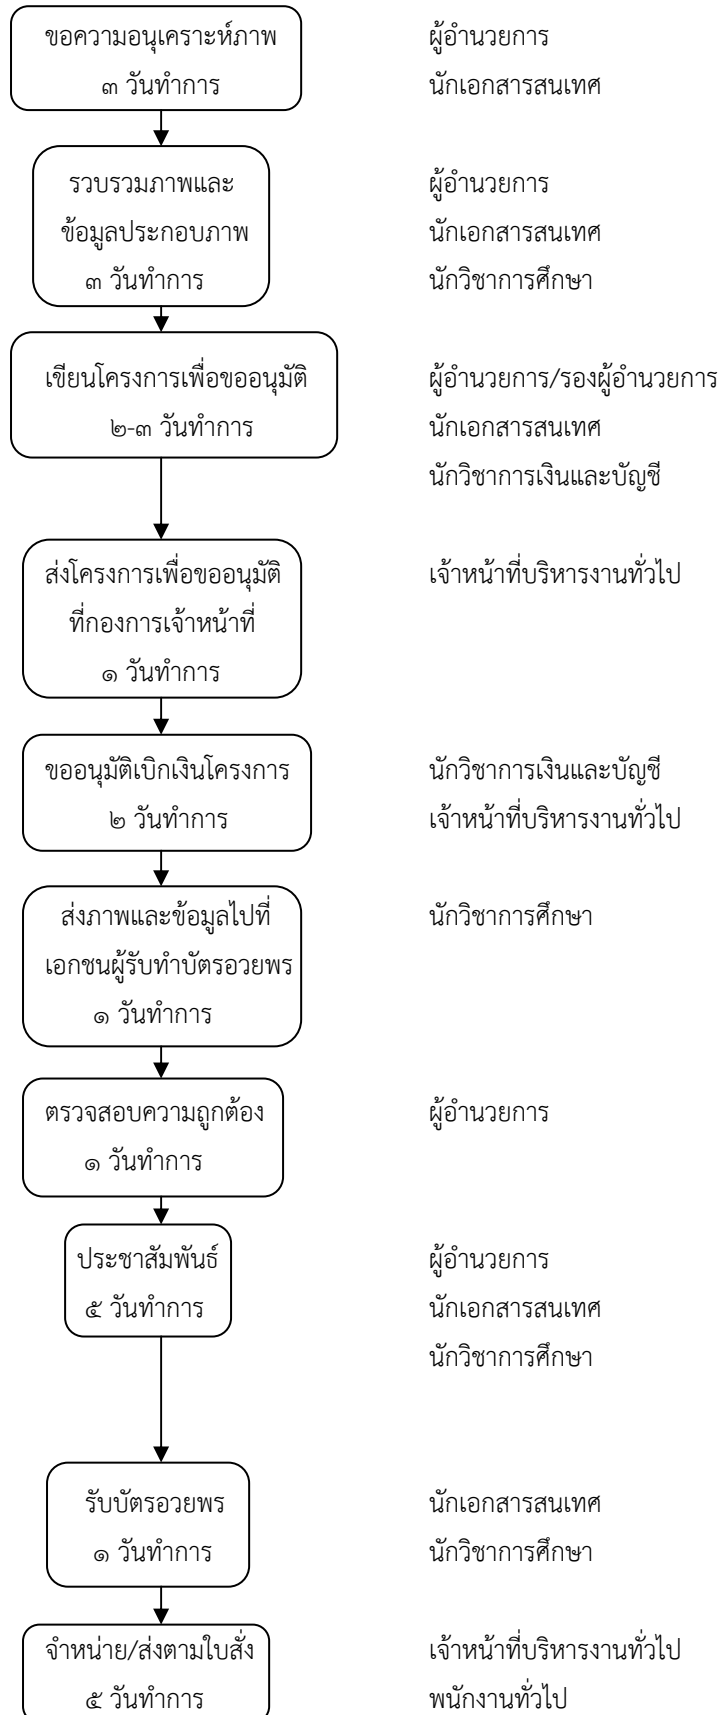 ขอความอนุเคราะห์ภาพ ผู้อำนวยการ
๓ วันทำการ นักเอกสารสนเทศ
รวบรวมภาพและ ผู้อำนวยการ
ข้อมูลประกอบภาพ นักเอกสารสนเทศ
๓ วันทำการ นักวิชาการศึกษา
เขียนโครงการเพื่อขออนุมัติ ผู้อำนวยการ/รองผู้อำนวยการ
๒-๓ วันทำการ นักเอกสารสนเทศ
นักวิชาการเงินและบัญชี
ส่งโครงการเพื่อขออนุมัติ เจ้าหน้าที่บริหารงานทั่วไป
ที่กองการเจ้าหน้าที่
๑ วันทำการ
ขออนุมัติเบิกเงินโครงการ นักวิชาการเงินและบัญชี
๒ วันทำการ เจ้าหน้าที่บริหารงานทั่วไป
ส่งภาพและข้อมูลไปที่ นักวิชาการศึกษา
เอกชนผู้รับทำบัตรอวยพร
๑ วันทำการ
ตรวจสอบความถูกต้อง ผู้อำนวยการ
๑ วันทำการ
ประชาสัมพันธ์ ผู้อำนวยการ
๕ วันทำการ นักเอกสารสนเทศ
นักวิชาการศึกษา
รับบัตรอวยพร นักเอกสารสนเทศ
๑ วันทำการ นักวิชาการศึกษา
จำหน่าย/ส่งตามใบสั่ง เจ้าหน้าที่บริหารงานทั่วไป
๕ วันทำการ พนักงานทั่วไป